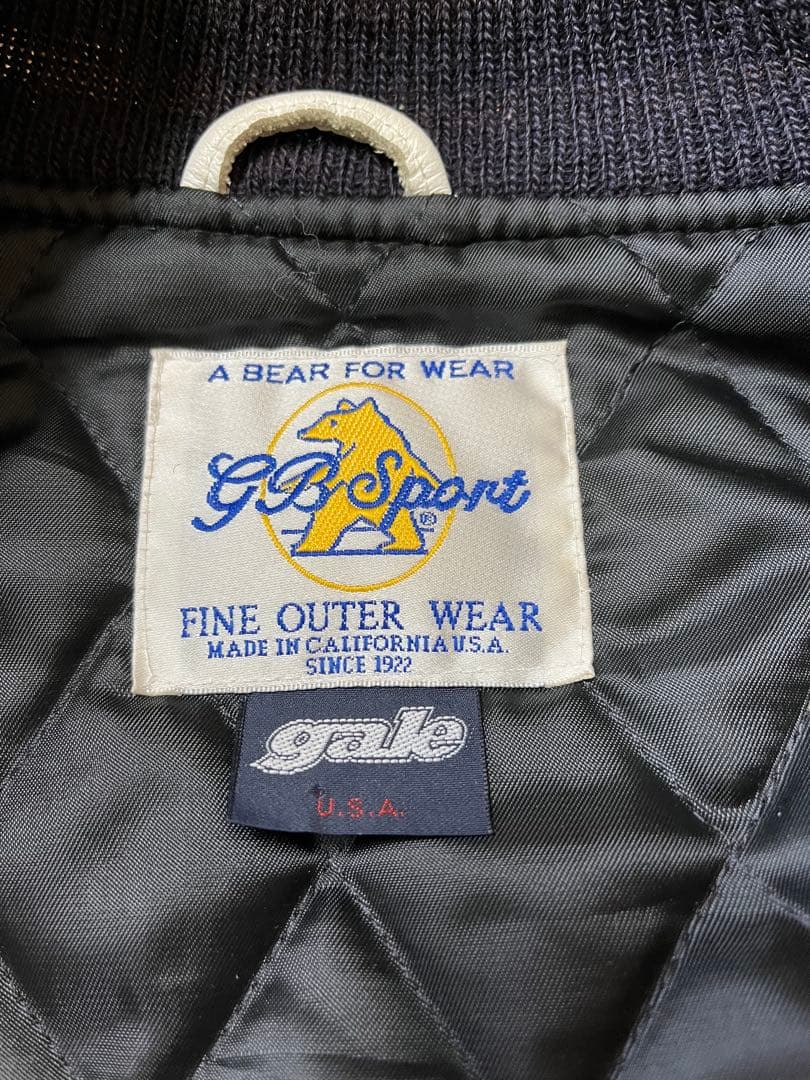 A BEAR FOR WEAR
GB Sport®
FINE OUTER WEAR
MADE IN CALIFORNIA U.S.A.
SINCE 1922
gale
U.S.A.